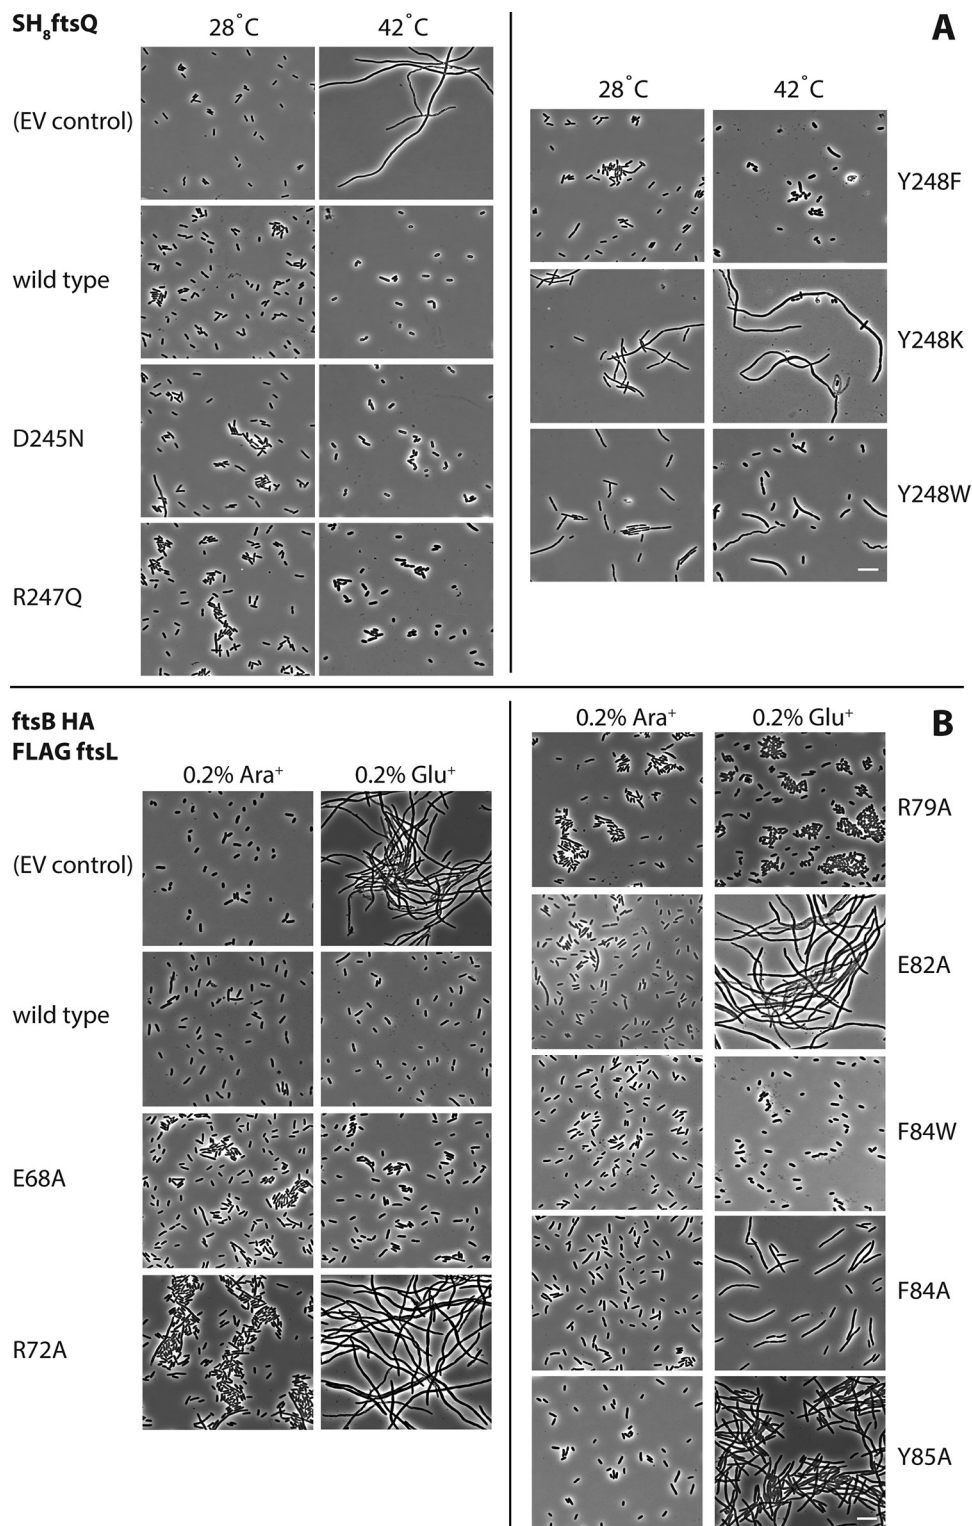 SH₈ftsQ
28°C 42°C
(EV control)
wild type
D245N
R247Q
A
28°C 42°C
Y248F
Y248K
Y248W
ftsB HA
FLAG ftsL
0.2% Ara⁺ 0.2% Glu⁺
(EV control)
wild type
E68A
R72A
B
0.2% Ara⁺ 0.2% Glu⁺
R79A
E82A
F84W
F84A
Y85A